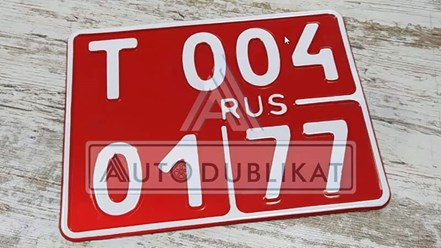 T 004
RUS
01 77
AUTODUBLIKAT